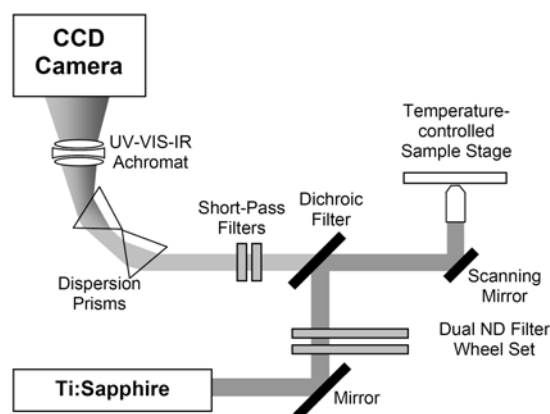 CCD
Camera
UV-VIS-IR
Achromat
Temperature-
controlled
Sample Stage
Short-Pass
Filters
Dichroic
Filter
Dispersion
Prisms
Scanning
Mirror
Dual ND Filter
Wheel Set
Ti:Sapphire
Mirror